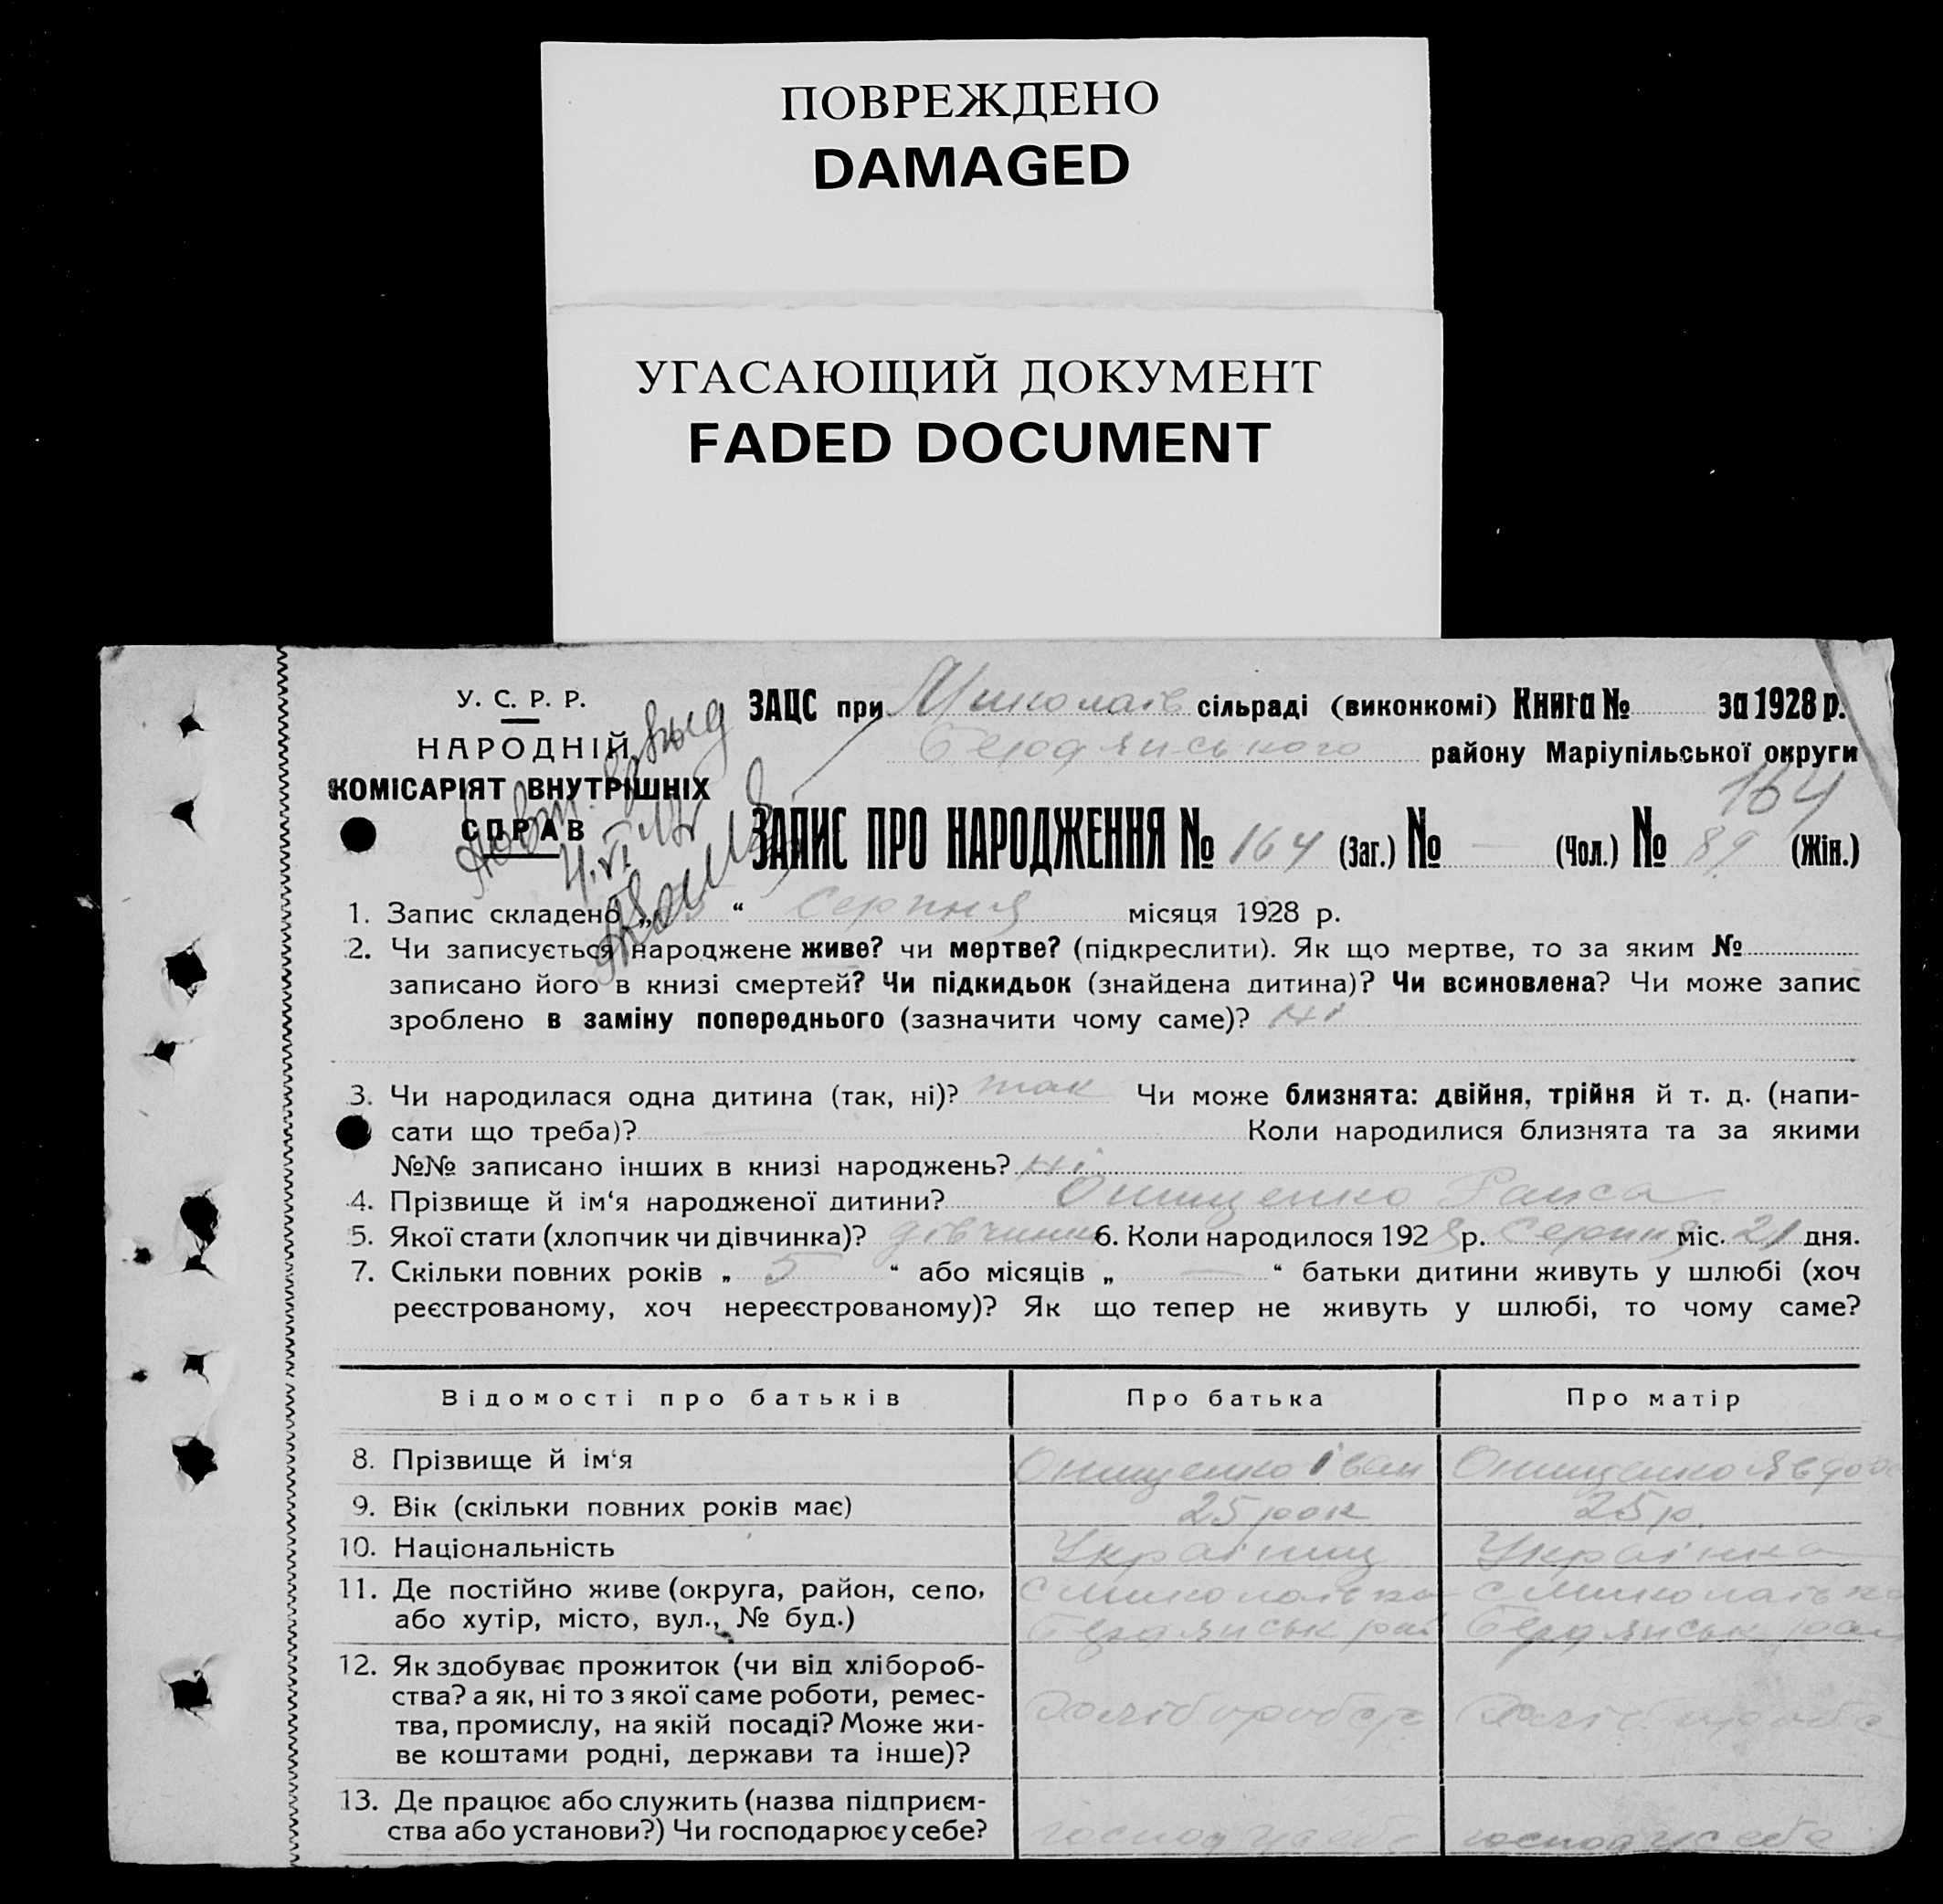 ПОВРЕЖДЕНО
DAMAGED
УГАСАЮЩИЙ ДОКУМЕНТ
FADED DOCUMENT
У. С. Р. Р.
НАРОДНІЙ
КОМІСАРІЯТ ВНУТРІШНІХ
СПРАВ
ЗАЦС при Миколаїв сільраді (виконкомі) Книга № за 1928 р.
Бердянського району Маріупільської округи
164
ЗАПИС ПРО НАРОДЖЕННЯ № 164 (Заг.) № — (Чол.) № 89 (Жін.)
1. Запис складено „ “ Серпня місяця 1928 р.
2. Чи записується народжене живе? чи мертве? (підкреслити). Як що мертве, то за яким №
записано його в книзі смертей? Чи підкидьок (знайдена дитина)? Чи всиновлена? Чи може запис
зроблено в заміну попереднього (зазначити чому саме)? ні
3. Чи народилася одна дитина (так, ні)? так Чи може близнята: двійня, трійня й т. д. (напи-
сати що треба)? Коли народилися близнята та за якими
№№ записано інших в книзі народжень? ні
4. Прізвище й ім‘я народженої дитини? Онищенко Раиса
5. Якої стати (хлопчик чи дівчинка)? дівчинка 6. Коли народилося 1928 р. Серпня міс. 21 дня.
7. Скільки повних років „ 5 “ або місяців „ — “ батьки дитини живуть у шлюбі (хоч
реєстрованому, хоч нереєстрованому)? Як що тепер не живуть у шлюбі, то чому саме?
Відомості про батьків Про батька Про матір
8. Прізвище й ім‘я Онищенко Іван Онищенко Явдо
9. Вік (скільки повних років має) 25 рок 25 р.
10. Національність Українец Українка
11. Де постійно живе (округа, район, село, с Миколаївка с Миколаївка
або хутір, місто, вул., № буд.) Бердянськ рай Бердянськ рай
12. Як здобуває прожиток (чи від хлібороб-
ства? а як, ні то з якої саме роботи, ремес-
тва, промислу, на якій посаді? Може жи-
ве коштами родні, держави та інше)?
13. Де працює або служить (назва підприєм-
ства або установи?) Чи господарює у себе? господ у себе господ у себе